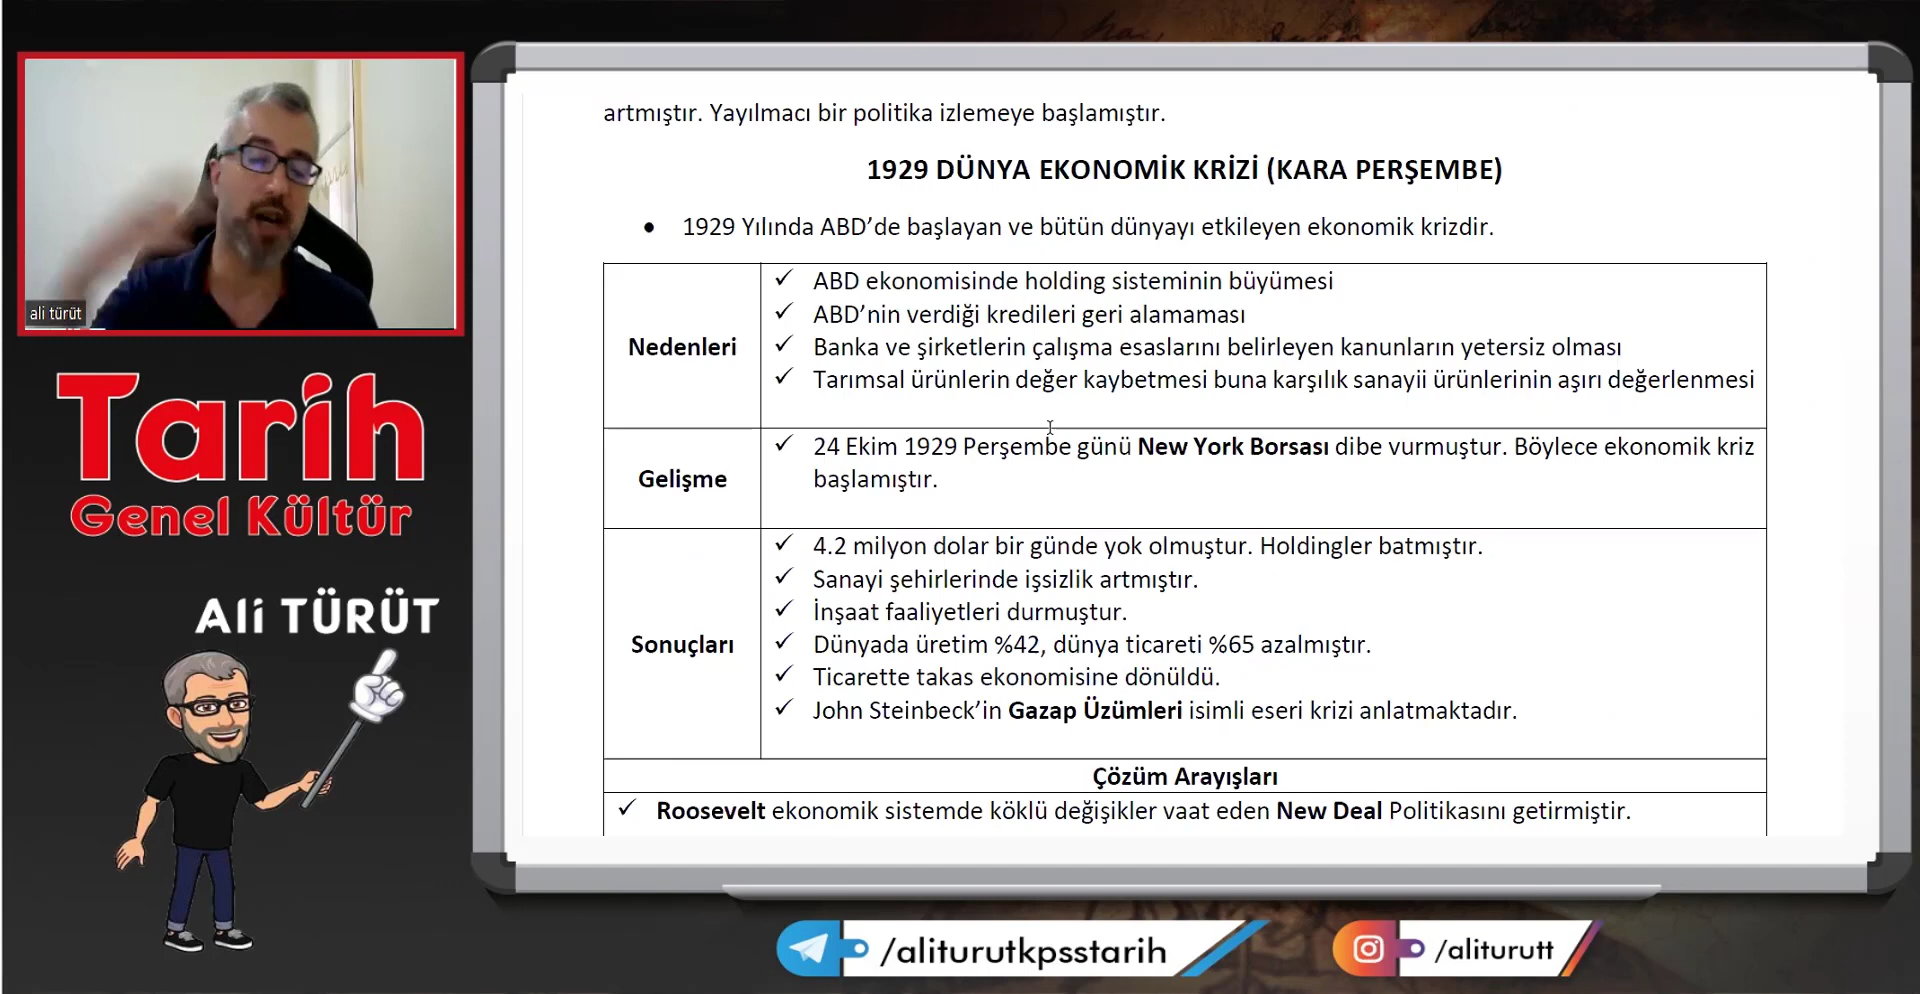 artmıştır. Yayılmacı bir politika izlemeye başlamıştır.
1929 DÜNYA EKONOMİK KRİZİ (KARA PERŞEMBE)
• 1929 Yılında ABD’de başlayan ve bütün dünyayı etkileyen ekonomik krizdir.
Nedenleri
✓ ABD ekonomisinde holding sisteminin büyümesi
✓ ABD’nin verdiği kredileri geri alamaması
✓ Banka ve şirketlerin çalışma esaslarını belirleyen kanunların yetersiz olması
✓ Tarımsal ürünlerin değer kaybetmesi buna karşılık sanayii ürünlerinin aşırı değerlenmesi
Gelişme
✓ 24 Ekim 1929 Perşembe günü New York Borsası dibe vurmuştur. Böylece ekonomik kriz
başlamıştır.
Sonuçları
✓ 4.2 milyon dolar bir günde yok olmuştur. Holdingler batmıştır.
✓ Sanayi şehirlerinde işsizlik artmıştır.
✓ İnşaat faaliyetleri durmuştur.
✓ Dünyada üretim %42, dünya ticareti %65 azalmıştır.
✓ Ticarette takas ekonomisine dönüldü.
✓ John Steinbeck’in Gazap Üzümleri isimli eseri krizi anlatmaktadır.
Çözüm Arayışları
✓ Roosevelt ekonomik sistemde köklü değişikler vaat eden New Deal Politikasını getirmiştir.
ali türüt
Tarih
Genel Kültür
Ali TÜRÜT
/aliturutkpsstarih
/aliturutt